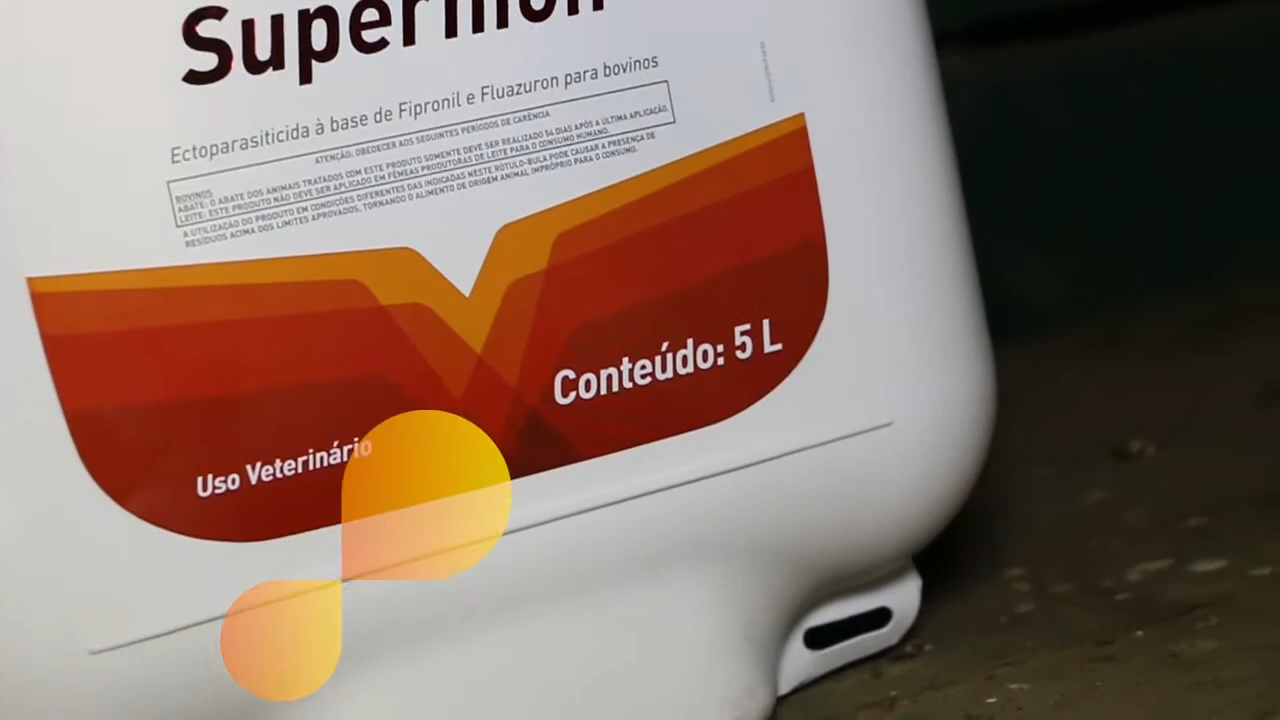 Ectoparasiticida à base de Fipronil e Fluazuron para bovinos
ATENÇÃO: OBEDECER AOS SEGUINTES PERÍODOS DE CARÊNCIA
BOVINOS
ABATE: O ABATE DOS ANIMAIS TRATADOS COM ESTE PRODUTO SOMENTE DEVE SER REALIZADO 54 DIAS APÓS A ÚLTIMA APLICAÇÃO.
LEITE: ESTE PRODUTO NÃO DEVE SER APLICADO EM FÊMEAS PRODUTORAS DE LEITE PARA O CONSUMO HUMANO.
A UTILIZAÇÃO DO PRODUTO EM CONDIÇÕES DIFERENTES DAS INDICADAS NESTE RÓTULO-BULA PODE CAUSAR A PRESENÇA DE
RESÍDUOS ACIMA DOS LIMITES APROVADOS, TORNANDO O ALIMENTO DE ORIGEM ANIMAL IMPRÓPRIO PARA O CONSUMO.
Conteúdo: 5 L
Uso Veterinário